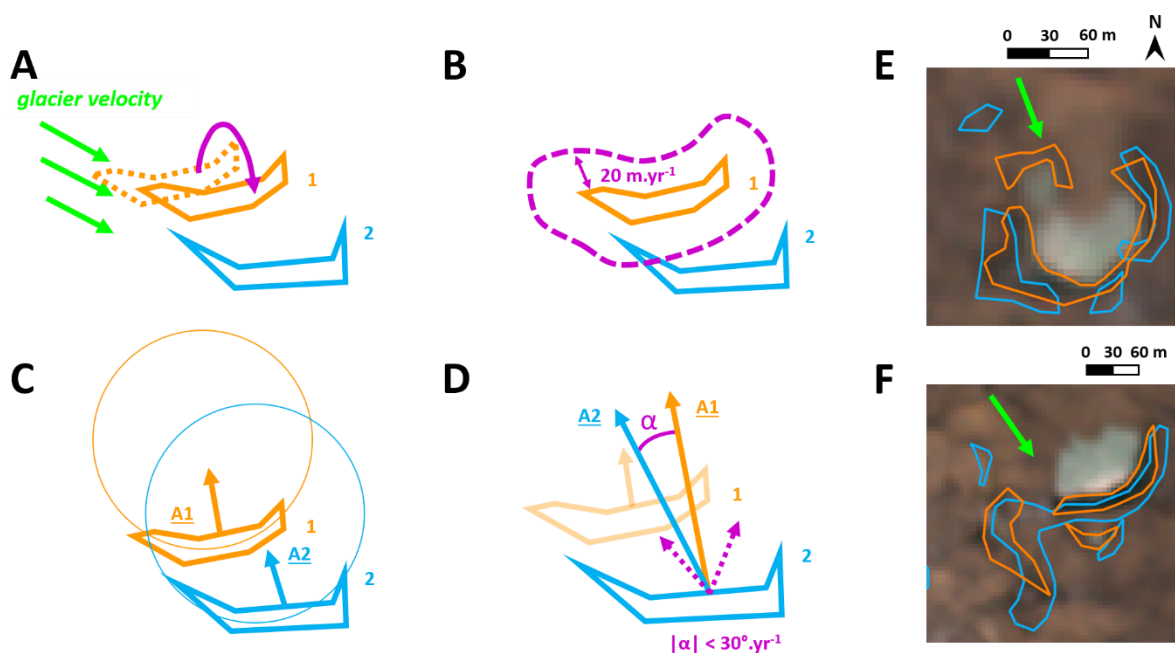 A
glacier velocity
1
2
B
20 m.yr⁻¹
1
2
0 30 60 m
N
E
C
A1
1
A2
2
D
A2
α
A1
1
2
|α| < 30°.yr⁻¹
0 30 60 m
F